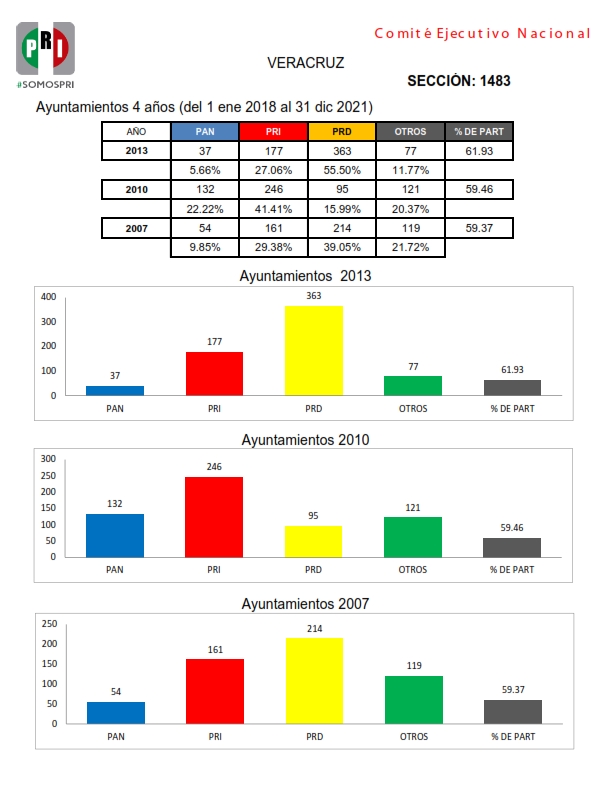 PRI
#SOMOSPRI
Comité Ejecutivo Nacional
VERACRUZ
SECCIÓN: 1483
Ayuntamientos 4 años (del 1 ene 2018 al 31 dic 2021)
AÑO PAN PRI PRD OTROS % DE PART
2013 37 177 363 77 61.93
5.66% 27.06% 55.50% 11.77%
2010 132 246 95 121 59.46
22.22% 41.41% 15.99% 20.37%
2007 54 161 214 119 59.37
9.85% 29.38% 39.05% 21.72%
Ayuntamientos 2013
400
300
200
100
0
37 177 363 77 61.93
PAN PRI PRD OTROS % DE PART
Ayuntamientos 2010
300
250
200
150
100
50
0
132 246 95 121 59.46
PAN PRI PRD OTROS % DE PART
Ayuntamientos 2007
250
200
150
100
50
0
54 161 214 119 59.37
PAN PRI PRD OTROS % DE PART